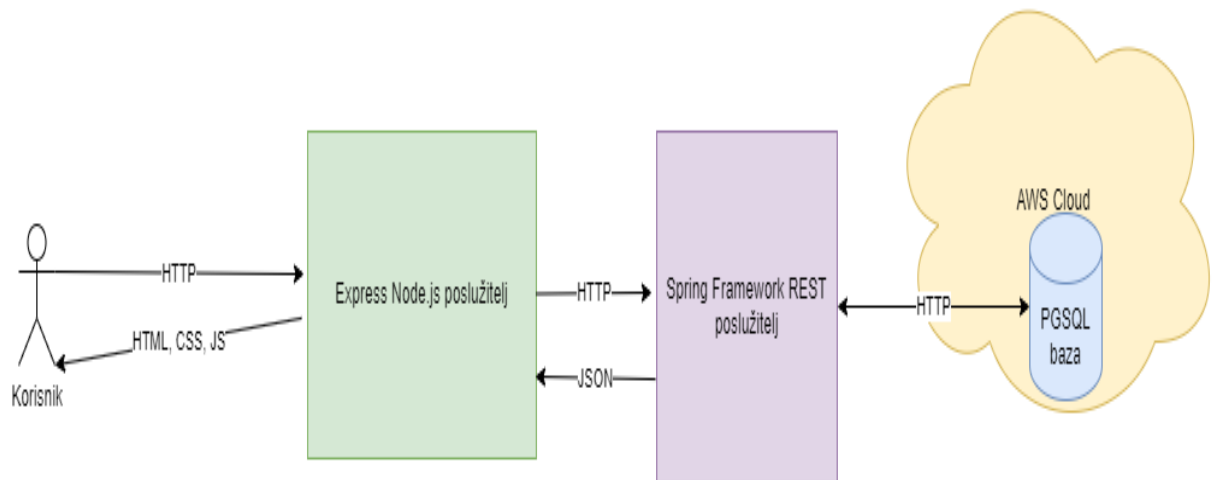 AWS Cloud
HTTP
Express Node.js poslužitelj
HTTP
Spring Framework REST
poslužitelj
HTTP
PGSQL
baza
HTML, CSS, JS
JSON
Korisnik